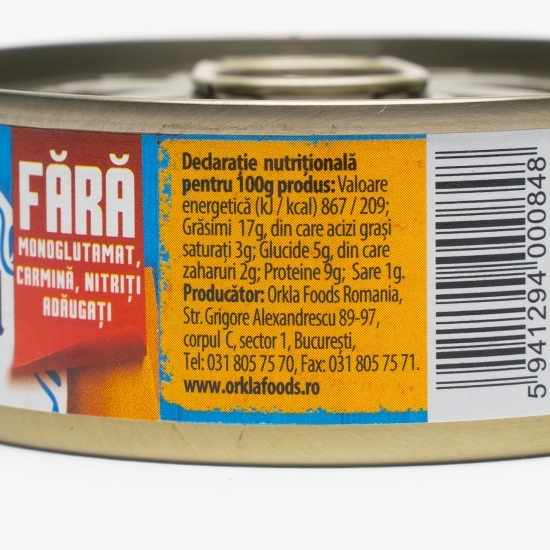 FĂRĂ
MONOGLUTAMAT,
CARMINĂ, NITRIȚI
ADĂUGAȚI
Declarație nutrițională
pentru 100g produs: Valoare
energetică (kJ / kcal) 867 / 209;
Grăsimi 17g, din care acizi grași
saturați 3g; Glucide 5g, din care
zaharuri 2g; Proteine 9g; Sare 1g.
Producător: Orkla Foods Romania,
Str. Grigore Alexandrescu 89-97,
corpul C, sector 1, București,
Tel: 031 805 75 70, Fax: 031 805 75 71.
www.orklafoods.ro
5 941294 000848